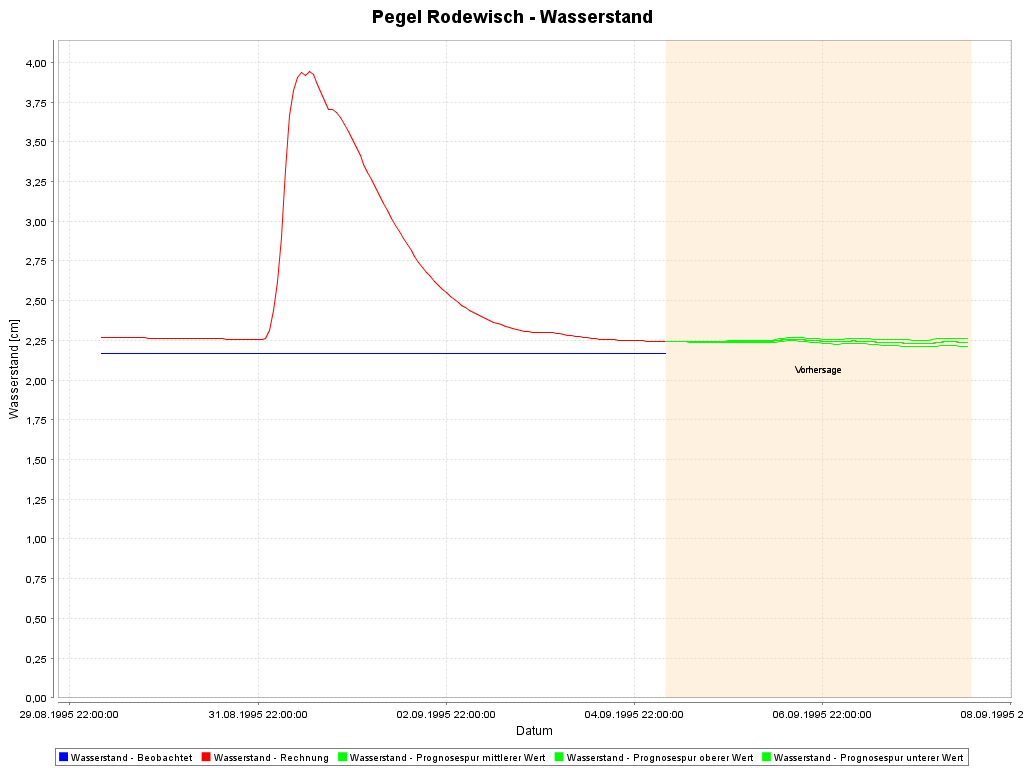 Pegel Rodewisch - Wasserstand
Wasserstand [cm]
4,00
3,75
3,50
3,25
3,00
2,75
2,50
2,25
2,00
1,75
1,50
1,25
1,00
0,75
0,50
0,25
0,00
Vorhersage
29.08.1995 22:00:00 31.08.1995 22:00:00 02.09.1995 22:00:00 04.09.1995 22:00:00 06.09.1995 22:00:00 08.09.1995 2
Datum
Wasserstand - Beobachtet Wasserstand - Rechnung Wasserstand - Prognosespur mittlerer Wert Wasserstand - Prognosespur oberer Wert Wasserstand - Prognosespur unterer Wert